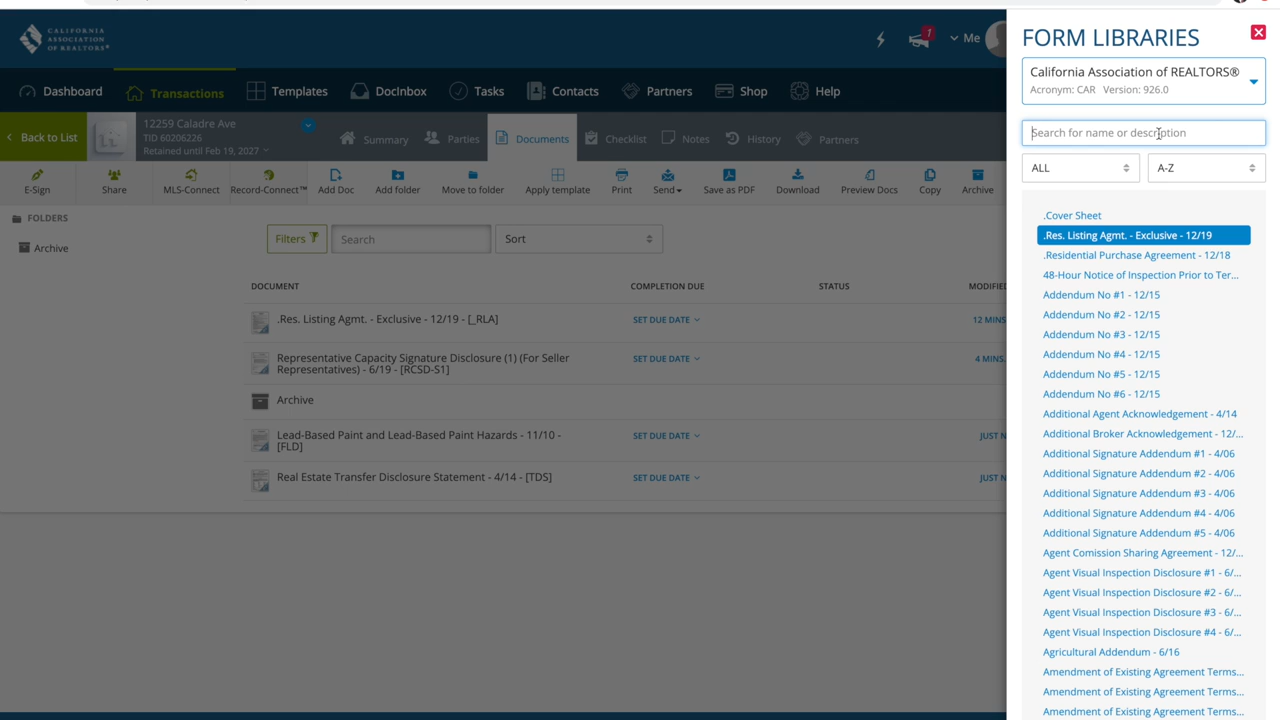 CALIFORNIA
ASSOCIATION
OF REALTORS®
1
Me
Dashboard
Transactions
Templates
DocInbox
Tasks
Contacts
Partners
Shop
Help
Back to List
12259 Caladre Ave
TID 60206226
Retained until Feb 19, 2027
Summary
Parties
Documents
Checklist
Notes
History
Partners
E-Sign
Share
MLS-Connect
Record-Connect™
Add Doc
Add folder
Move to folder
Apply template
Print
Send
Save as PDF
Download
Preview Docs
Copy
Archive
FOLDERS
Archive
Filters
Search
Sort
DOCUMENT
COMPLETION DUE
STATUS
MODIFIED
.Res. Listing Agmt. - Exclusive - 12/19 - [_RLA]
SET DUE DATE
12 MINS
Representative Capacity Signature Disclosure (1) (For Seller
Representatives) - 6/19 - [RCSD-S1]
SET DUE DATE
4 MINS.
Archive
Lead-Based Paint and Lead-Based Paint Hazards - 11/10 -
[FLD]
SET DUE DATE
JUST N
Real Estate Transfer Disclosure Statement - 4/14 - [TDS]
SET DUE DATE
JUST N
FORM LIBRARIES
California Association of REALTORS®
Acronym: CAR Version: 926.0
Search for name or description
ALL
A-Z
.Cover Sheet
.Res. Listing Agmt. - Exclusive - 12/19
.Residential Purchase Agreement - 12/18
48-Hour Notice of Inspection Prior to Ter...
Addendum No #1 - 12/15
Addendum No #2 - 12/15
Addendum No #3 - 12/15
Addendum No #4 - 12/15
Addendum No #5 - 12/15
Addendum No #6 - 12/15
Additional Agent Acknowledgement - 4/14
Additional Broker Acknowledgement - 12/...
Additional Signature Addendum #1 - 4/06
Additional Signature Addendum #2 - 4/06
Additional Signature Addendum #3 - 4/06
Additional Signature Addendum #4 - 4/06
Additional Signature Addendum #5 - 4/06
Agent Comission Sharing Agreement - 12/...
Agent Visual Inspection Disclosure #1 - 6/...
Agent Visual Inspection Disclosure #2 - 6/...
Agent Visual Inspection Disclosure #3 - 6/...
Agent Visual Inspection Disclosure #4 - 6/...
Agricultural Addendum - 6/16
Amendment of Existing Agreement Terms...
Amendment of Existing Agreement Terms...
Amendment of Existing Agreement Terms...